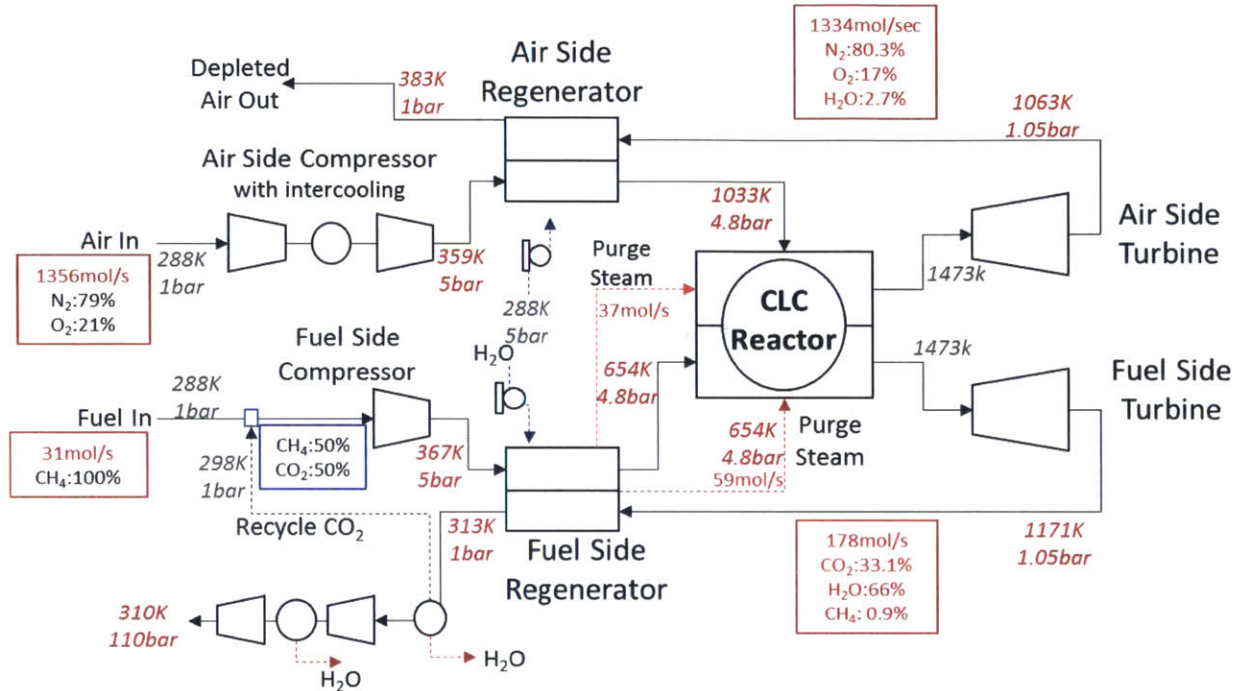 1334mol/sec
N₂:80.3%
O₂:17%
H₂O:2.7%
Air Side
Regenerator
Depleted
Air Out
383K
1bar
1063K
1.05bar
Air Side Compressor
with intercooling
1033K
4.8bar
Air Side
Turbine
Air In
288K
1bar
359K
5bar
1356mol/s
N₂:79%
O₂:21%
Purge
Steam
37mol/s
288K
5bar
1473k
CLC
Reactor
H₂O
Fuel Side
Compressor
654K
4.8bar
1473k
Fuel Side
Turbine
288K
1bar
Fuel In
31mol/s
CH₄:100%
CH₄:50%
CO₂:50%
367K
5bar
298K
1bar
654K
4.8bar
59mol/s
Purge
Steam
Recycle CO₂
313K
1bar
Fuel Side
Regenerator
1171K
1.05bar
178mol/s
CO₂:33.1%
H₂O:66%
CH₄: 0.9%
310K
110bar
H₂O
H₂O